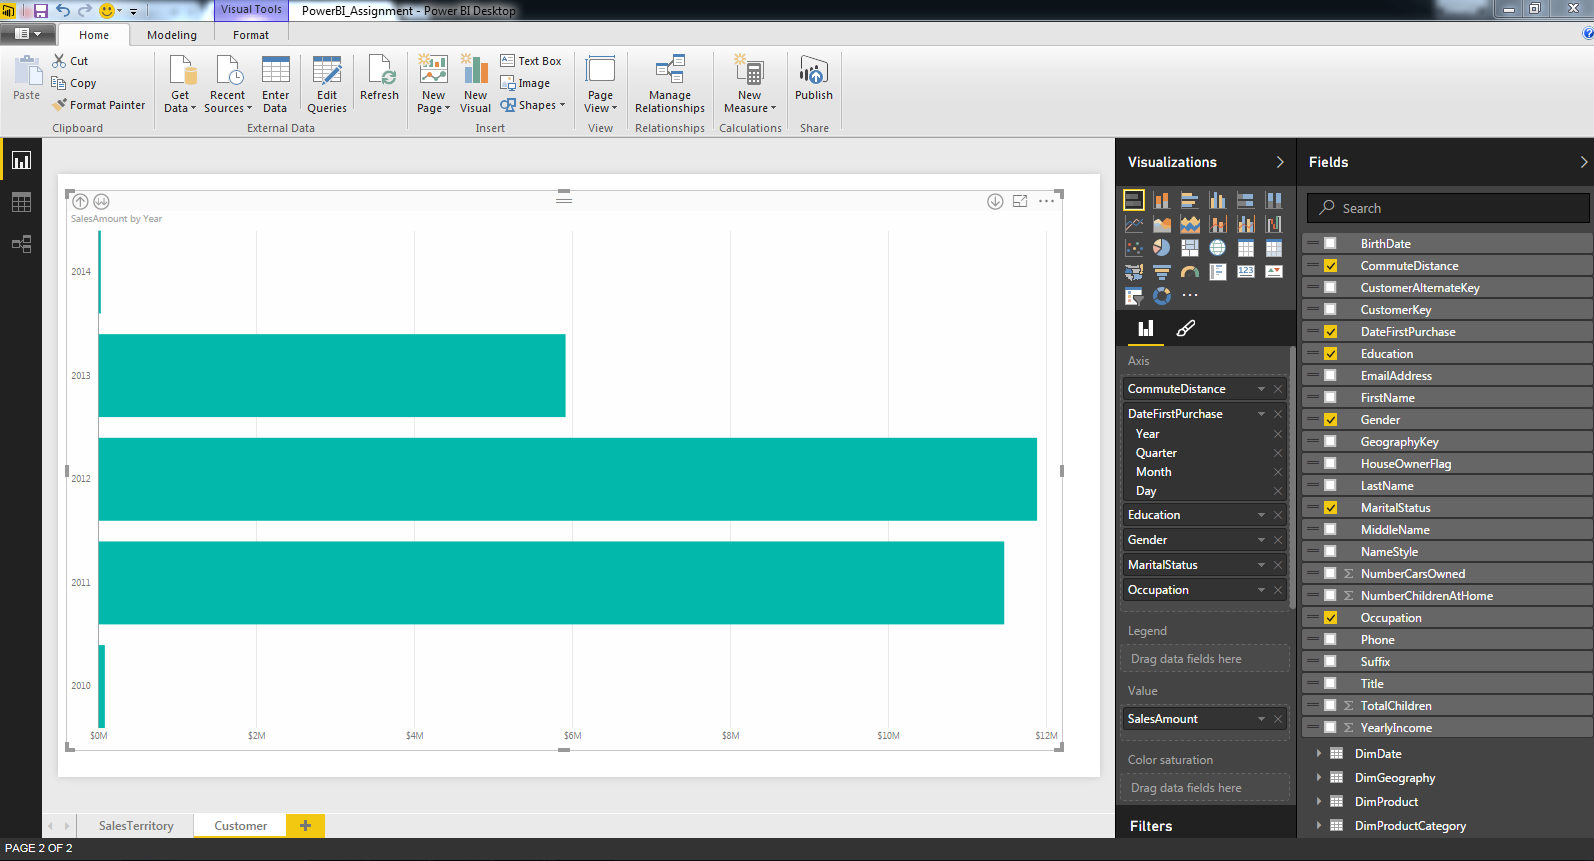 Visual Tools
PowerBI_Assignment - Power BI Desktop
Home
Modeling
Format
Paste
Cut
Copy
Format Painter
Clipboard
Get Data
Recent Sources
Enter Data
Edit Queries
Refresh
External Data
New Page
New Visual
Text Box
Image
Shapes
Insert
Page View
View
Manage Relationships
Relationships
New Measure
Calculations
Publish
Share
SalesAmount by Year
2014
2013
2012
2011
2010
$0M $2M $4M $6M $8M $10M $12M
Visualizations
123
Axis
CommuteDistance
DateFirstPurchase
Year
Quarter
Month
Day
Education
Gender
MaritalStatus
Occupation
Legend
Drag data fields here
Value
SalesAmount
Color saturation
Drag data fields here
Filters
Fields
Search
BirthDate
CommuteDistance
CustomerAlternateKey
CustomerKey
DateFirstPurchase
Education
EmailAddress
FirstName
Gender
GeographyKey
HouseOwnerFlag
LastName
MaritalStatus
MiddleName
NameStyle
Σ NumberCarsOwned
Σ NumberChildrenAtHome
Occupation
Phone
Suffix
Title
Σ TotalChildren
Σ YearlyIncome
DimDate
DimGeography
DimProduct
DimProductCategory
SalesTerritory
Customer
PAGE 2 OF 2